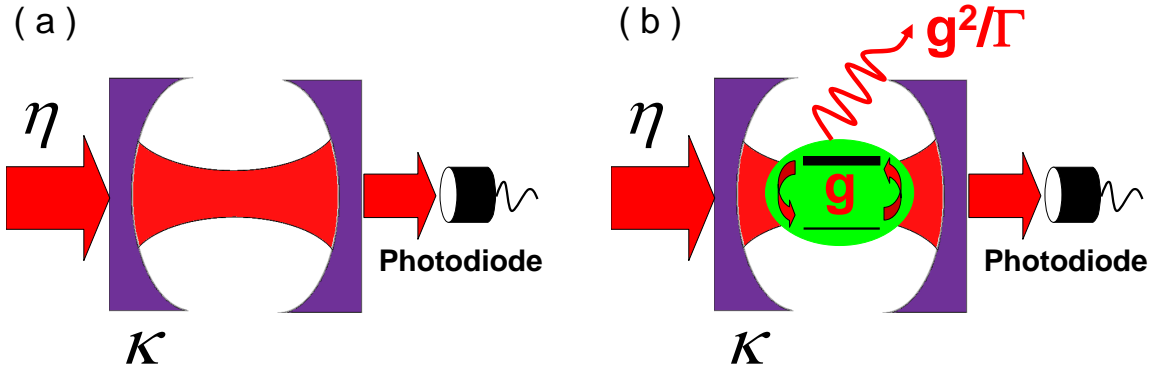 ( a )
η
κ
Photodiode
( b )
g²/Γ
η
g
κ
Photodiode